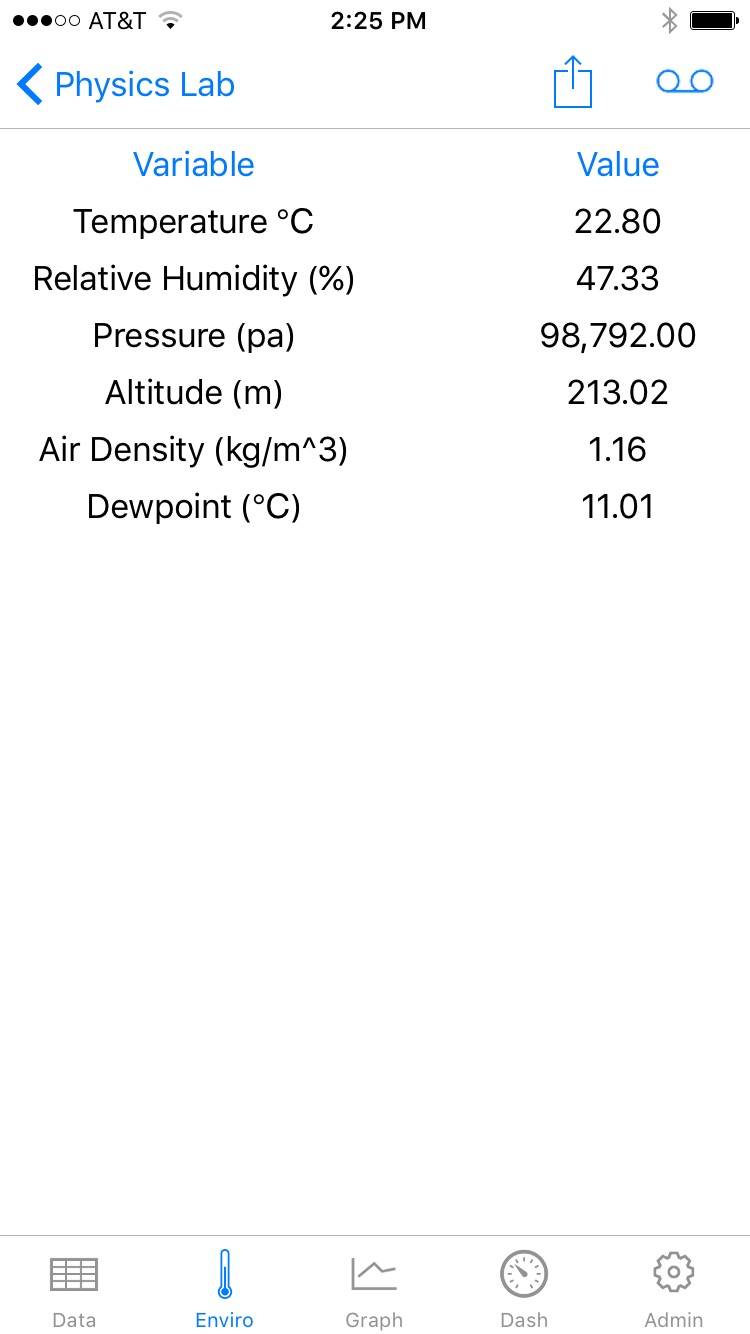 AT&T 2:25 PM
Physics Lab
Variable Value
Temperature °C 22.80
Relative Humidity (%) 47.33
Pressure (pa) 98,792.00
Altitude (m) 213.02
Air Density (kg/m^3) 1.16
Dewpoint (°C) 11.01
Data Enviro Graph Dash Admin